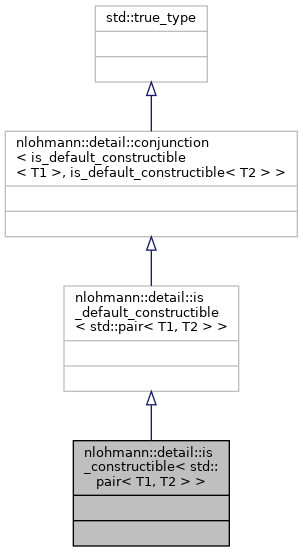 std::true_type
nlohmann::detail::conjunction
< is_default_constructible
< T1 >, is_default_constructible< T2 > >
nlohmann::detail::is
_default_constructible
< std::pair< T1, T2 > >
nlohmann::detail::is
_constructible< std::
pair< T1, T2 > >